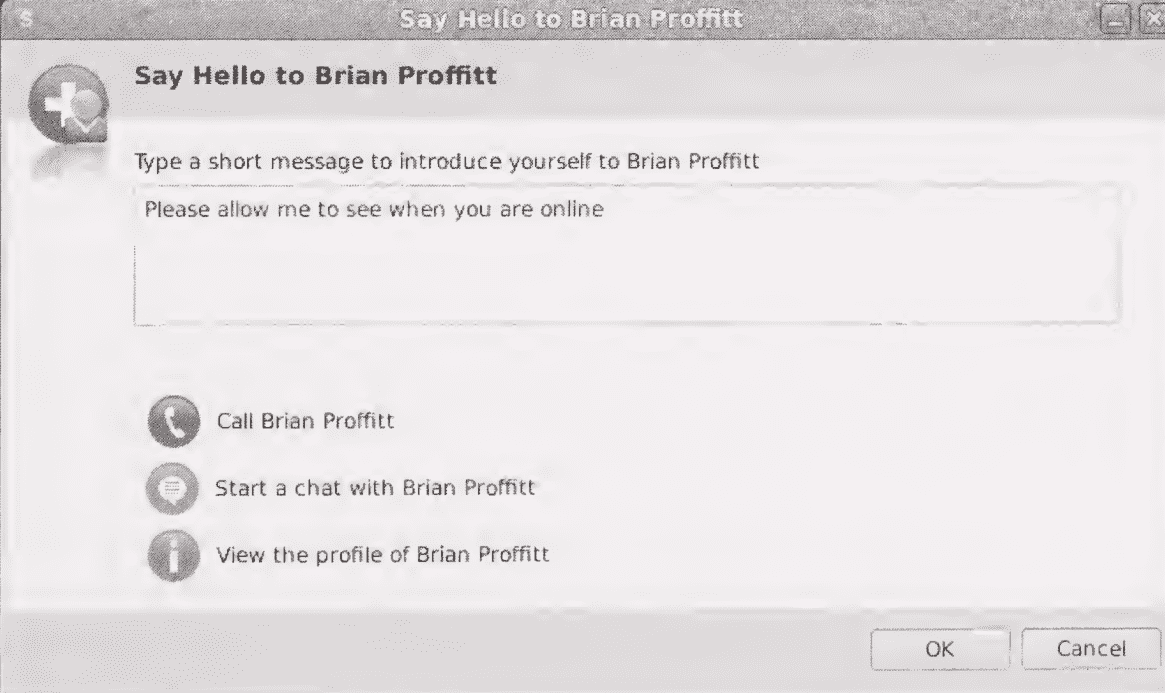 Say Hello to Brian Proffitt
Say Hello to Brian Proffitt
Type a short message to introduce yourself to Brian Proffitt
Please allow me to see when you are online
Call Brian Proffitt
Start a chat with Brian Proffitt
View the profile of Brian Proffitt
OK Cancel